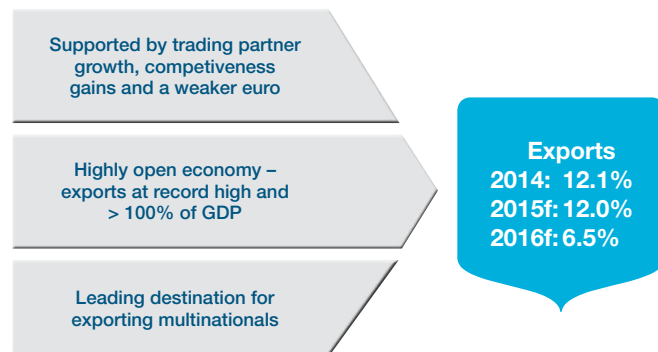 Supported by trading partner
growth, competiveness
gains and a weaker euro
Highly open economy –
exports at record high and
> 100% of GDP
Leading destination for
exporting multinationals
Exports
2014: 12.1%
2015f: 12.0%
2016f: 6.5%